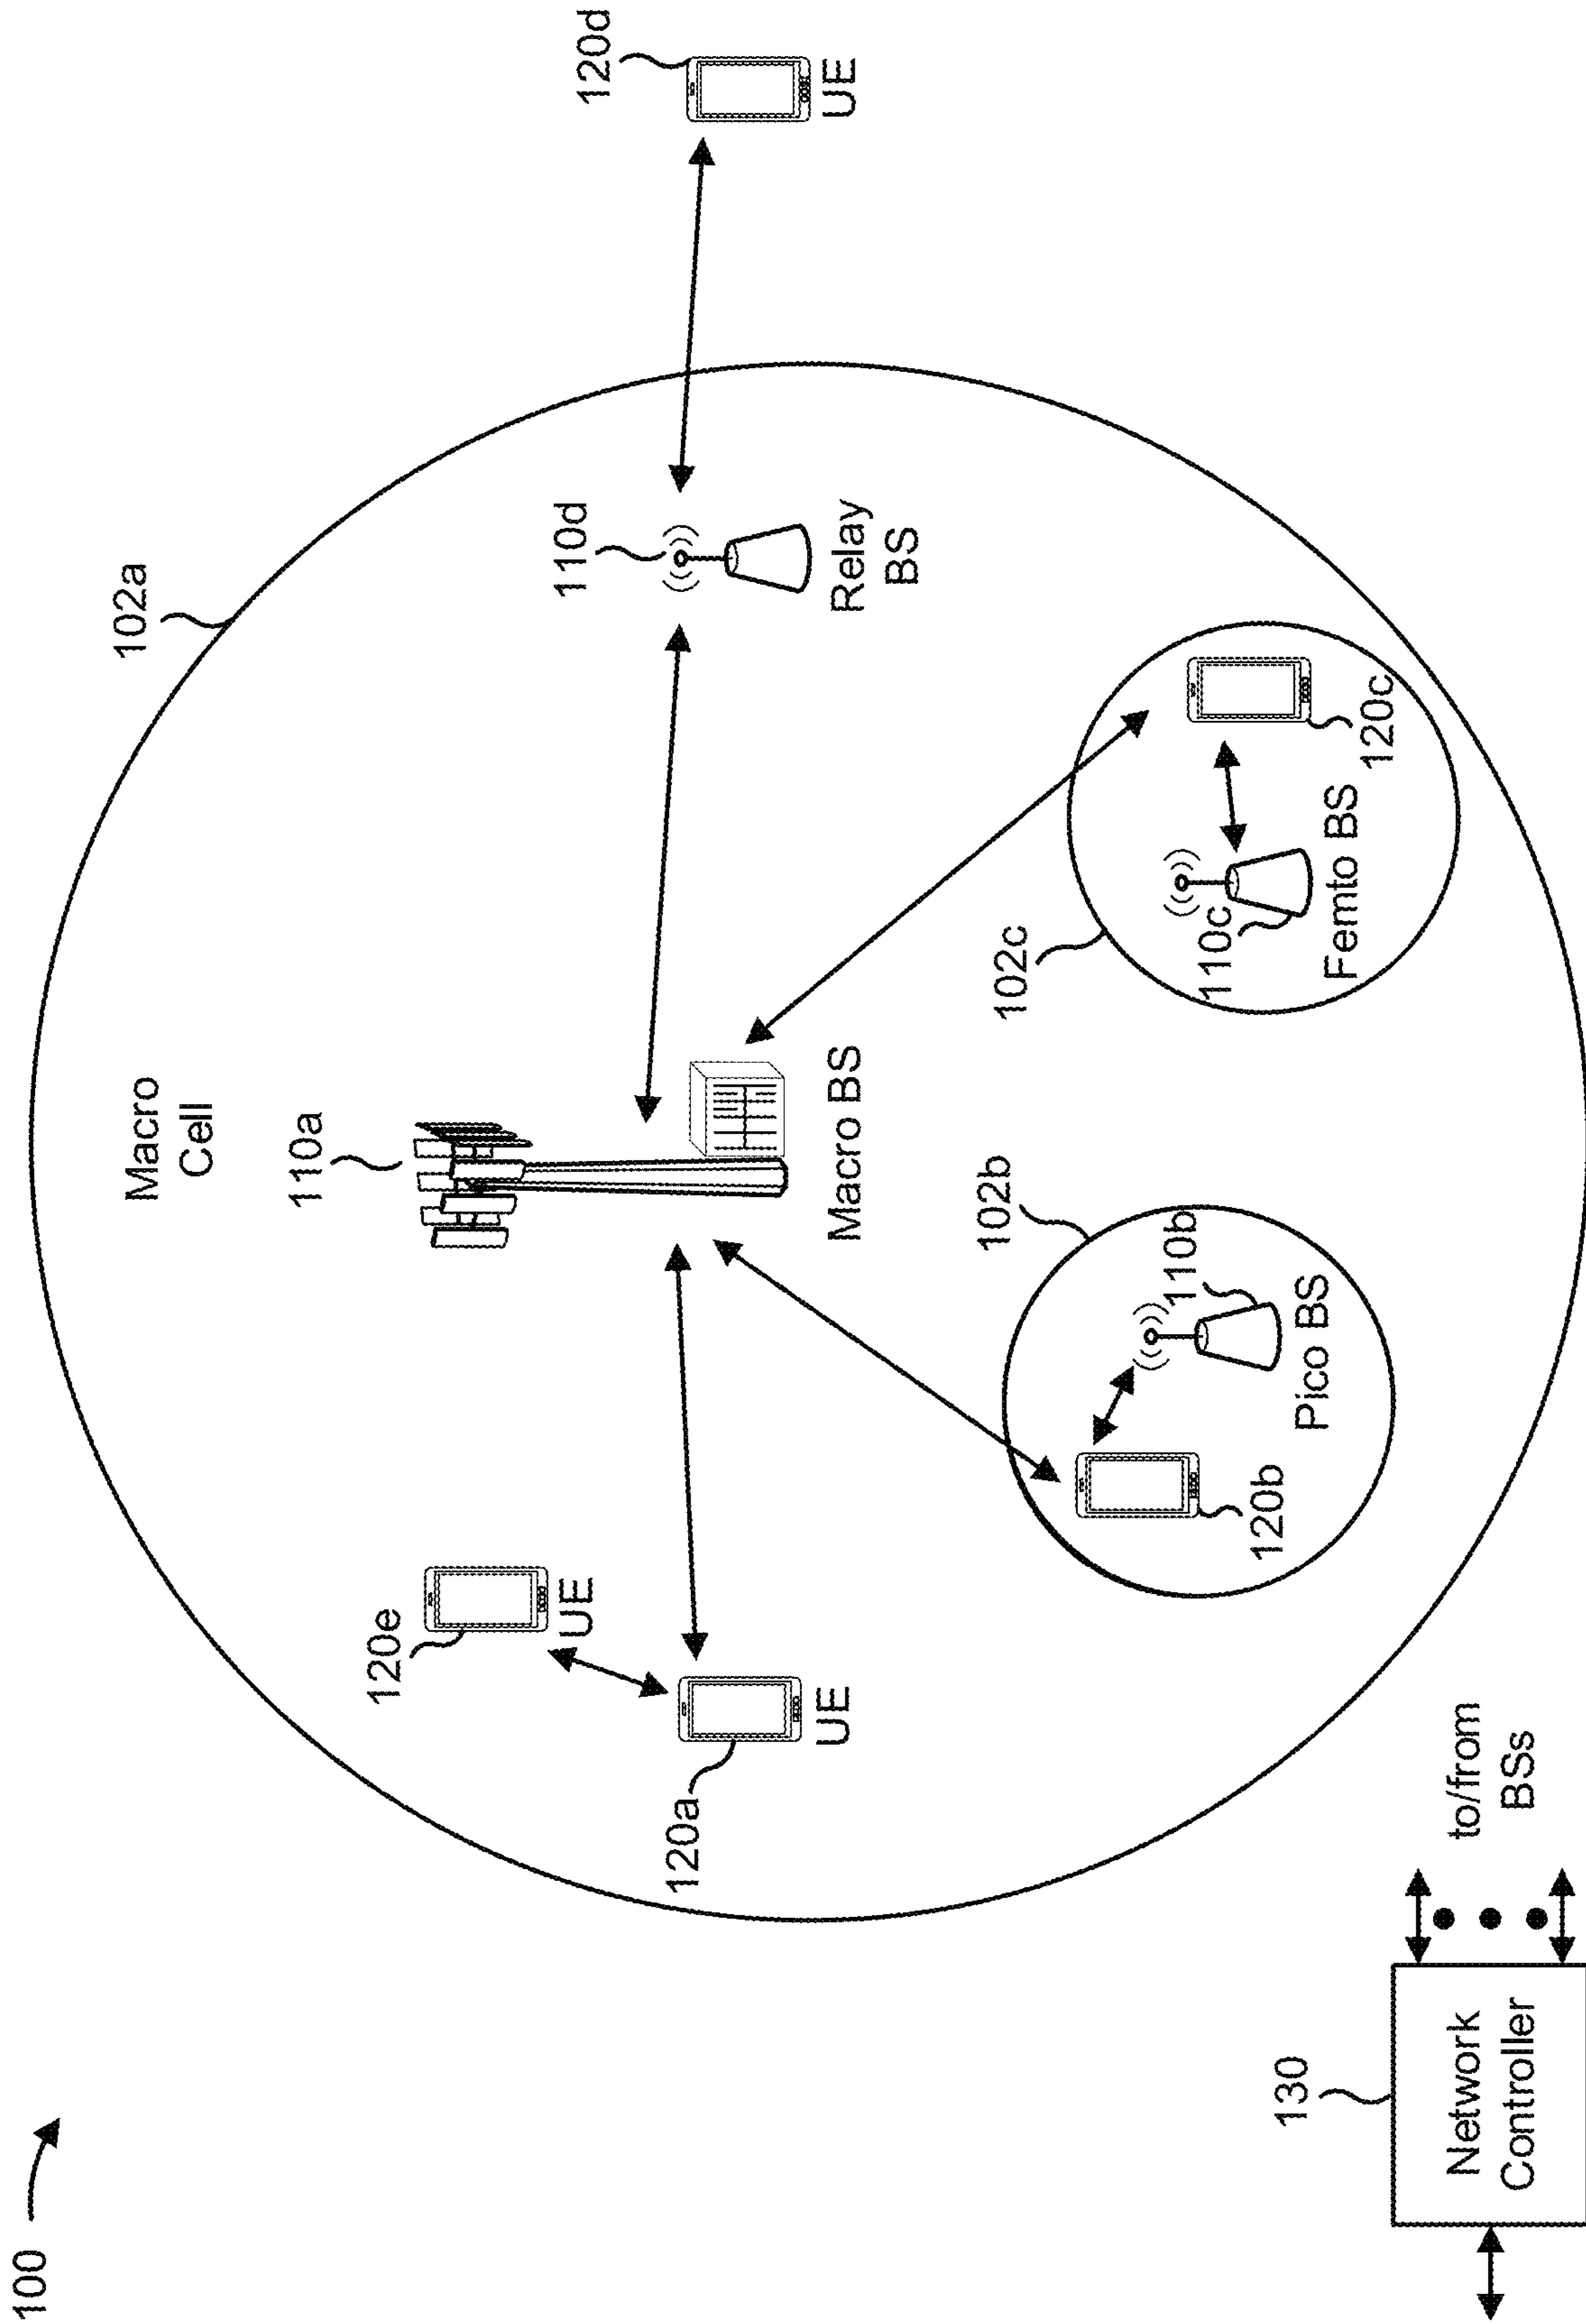 100
102a
Macro
Cell
110a
120d
UE
110d
Relay
BS
120e
UE
120a
UE
Macro BS
102b
110b
Pico BS
120b
102c
110c
Femto BS
120c
130
Network
Controller
to/from
BSs